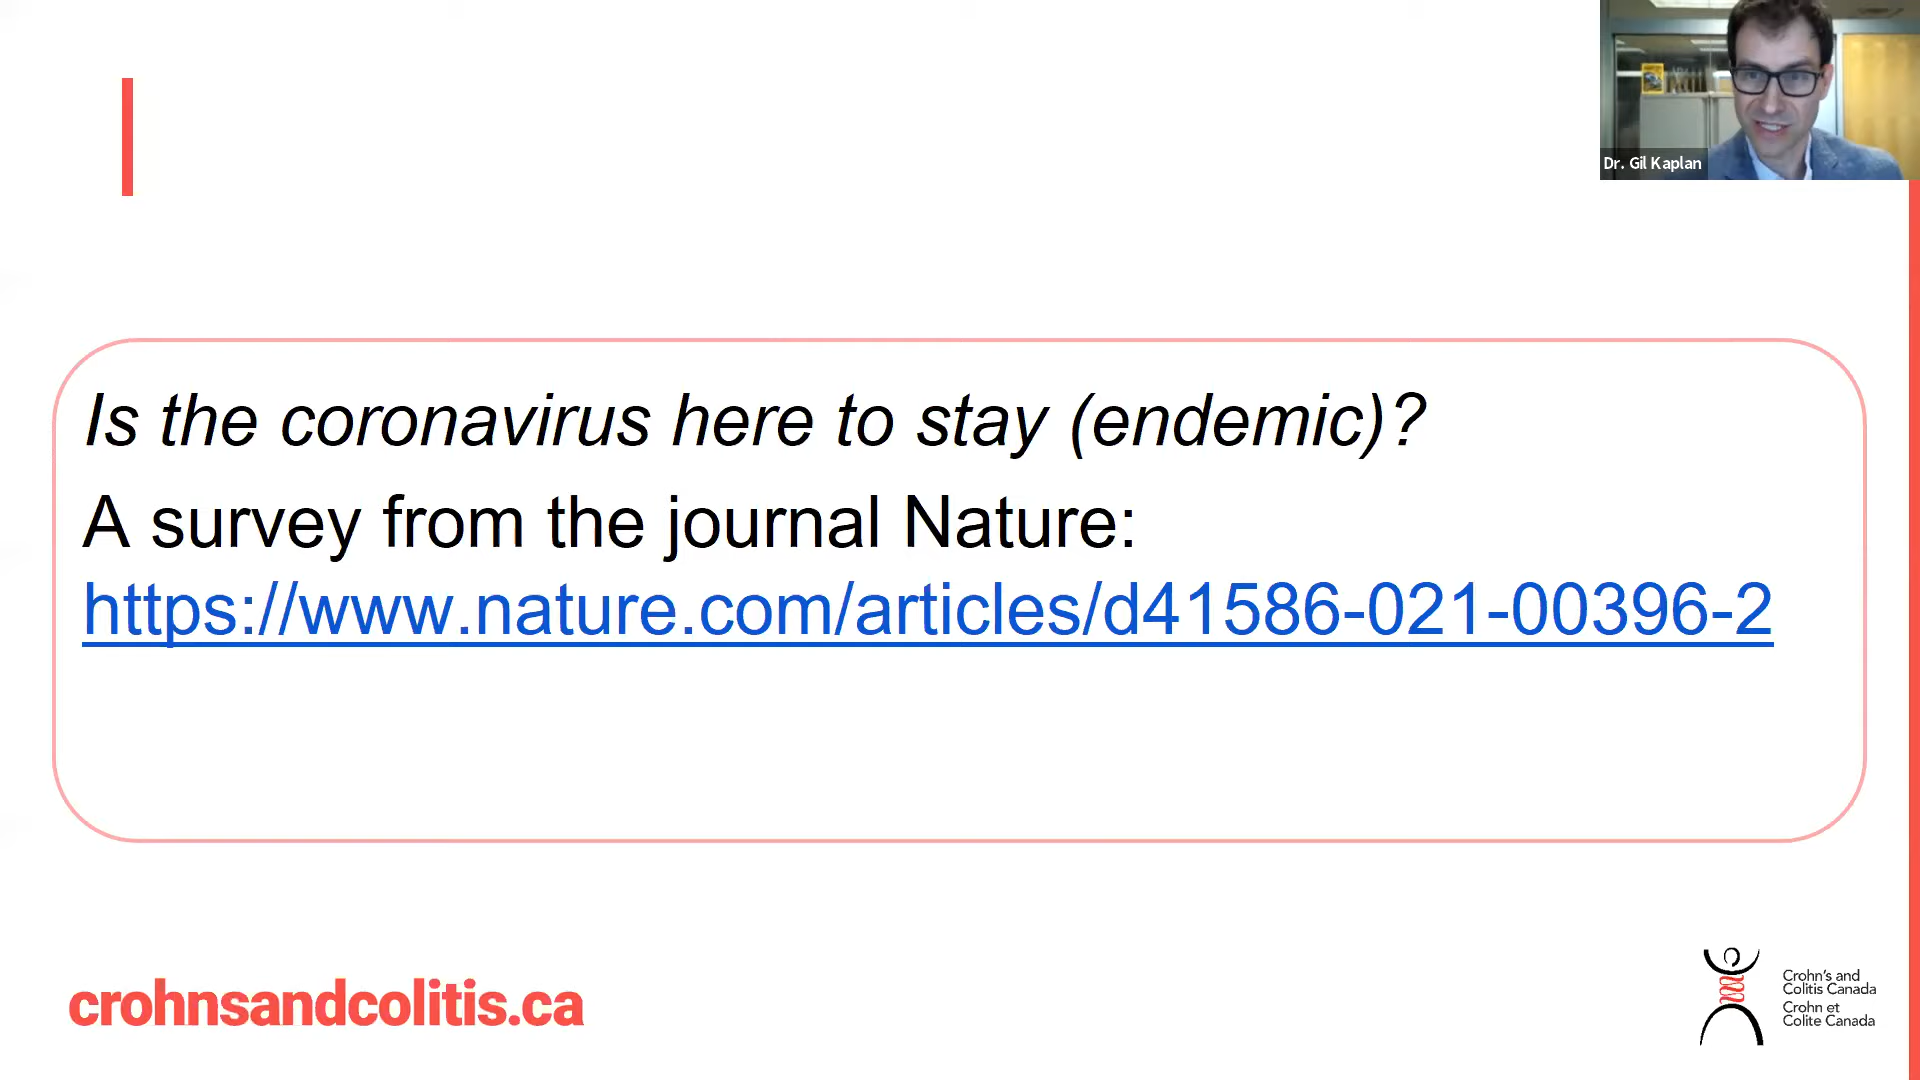 Dr. Gil Kaplan
Is the coronavirus here to stay (endemic)?
A survey from the journal Nature:
https://www.nature.com/articles/d41586-021-00396-2
crohnsandcolitis.ca
Crohn's and
Colitis Canada
Crohn et
Colite Canada